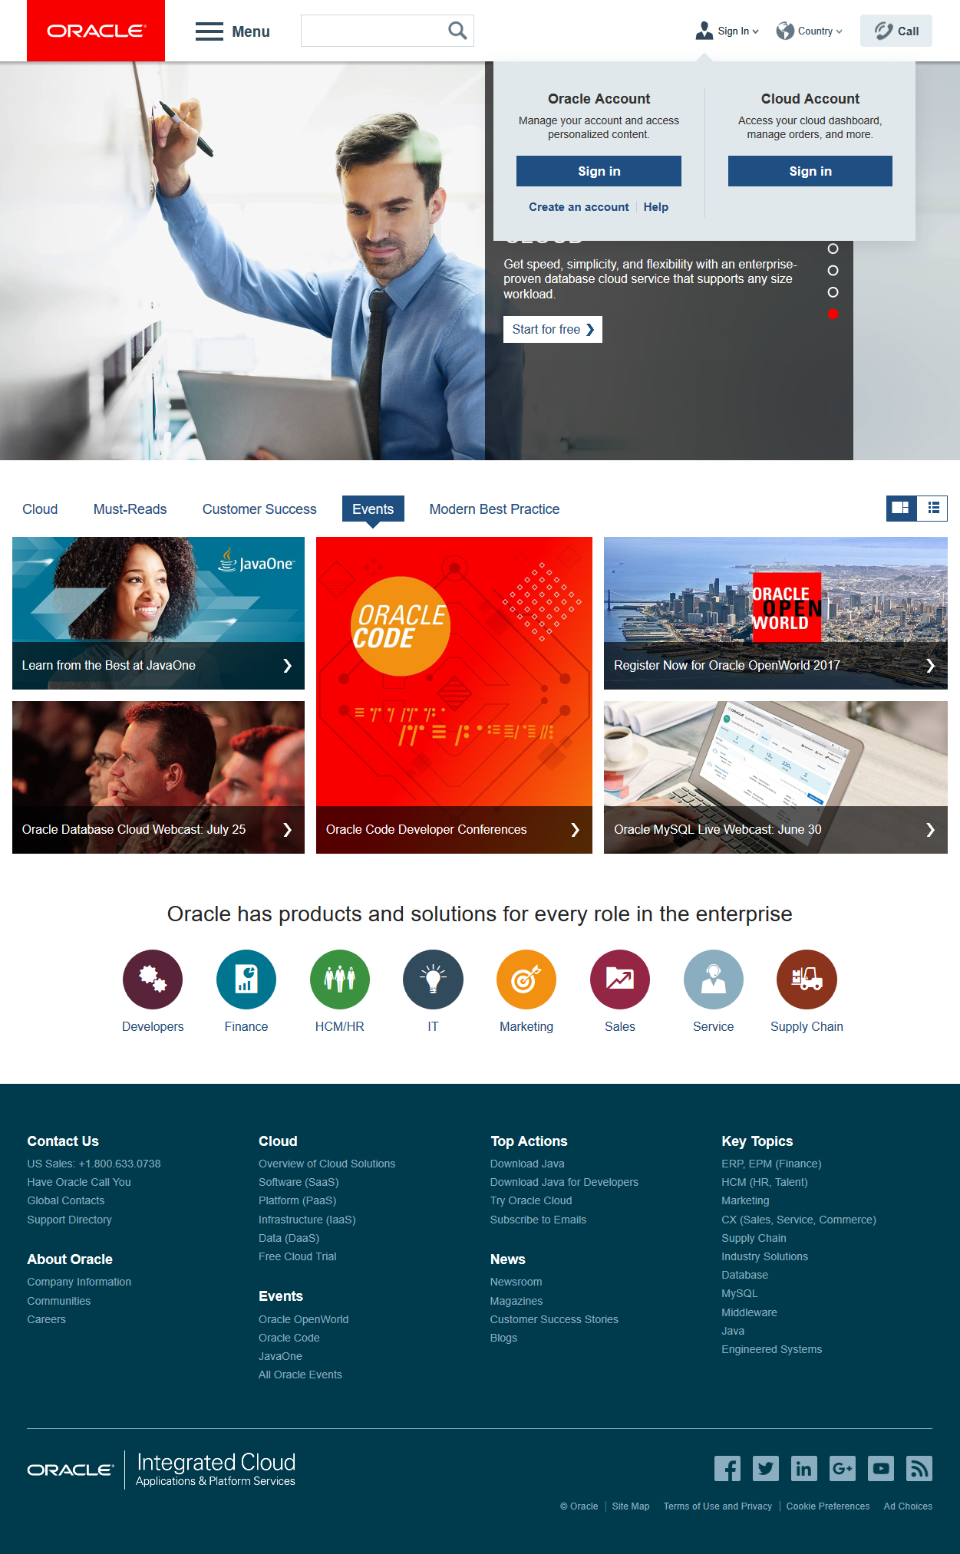 ORACLE
Menu
Sign In
Country
Call
Oracle Account
Manage your account and access
personalized content.
Sign in
Create an account
Help
Cloud Account
Access your cloud dashboard,
manage orders, and more.
Sign in
Get speed, simplicity, and flexibility with an enterprise-
proven database cloud service that supports any size
workload.
Start for free
Cloud
Must-Reads
Customer Success
Events
Modern Best Practice
JavaOne
Learn from the Best at JavaOne
ORACLE
CODE
Oracle Code Developer Conferences
ORACLE
OPEN
WORLD
Register Now for Oracle OpenWorld 2017
Oracle Database Cloud Webcast: July 25
Oracle MySQL Live Webcast: June 30
Oracle has products and solutions for every role in the enterprise
Developers
Finance
HCM/HR
IT
Marketing
Sales
Service
Supply Chain
Contact Us
US Sales: +1.800.633.0738
Have Oracle Call You
Global Contacts
Support Directory
About Oracle
Company Information
Communities
Careers
Cloud
Overview of Cloud Solutions
Software (SaaS)
Platform (PaaS)
Infrastructure (IaaS)
Data (DaaS)
Free Cloud Trial
Events
Oracle OpenWorld
Oracle Code
JavaOne
All Oracle Events
Top Actions
Download Java
Download Java for Developers
Try Oracle Cloud
Subscribe to Emails
News
Newsroom
Magazines
Customer Success Stories
Blogs
Key Topics
ERP, EPM (Finance)
HCM (HR, Talent)
Marketing
CX (Sales, Service, Commerce)
Supply Chain
Industry Solutions
Database
MySQL
Middleware
Java
Engineered Systems
ORACLE
Integrated Cloud
Applications & Platform Services
© Oracle
Site Map
Terms of Use and Privacy
Cookie Preferences
Ad Choices